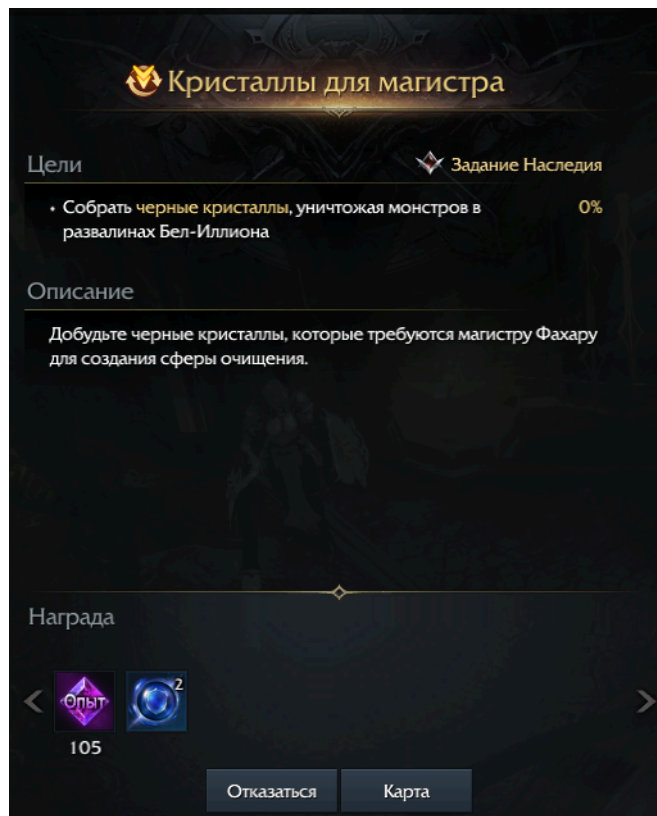 Кристаллы для магистра
Цели
Задание Наследия
• Собрать черные кристаллы, уничтожая монстров в
0%
развалинах Бел-Иллиона
Описание
Добудьте черные кристаллы, которые требуются магистру Фахару
для создания сферы очищения.
Награда
Опыт
2
105
Отказаться
Карта